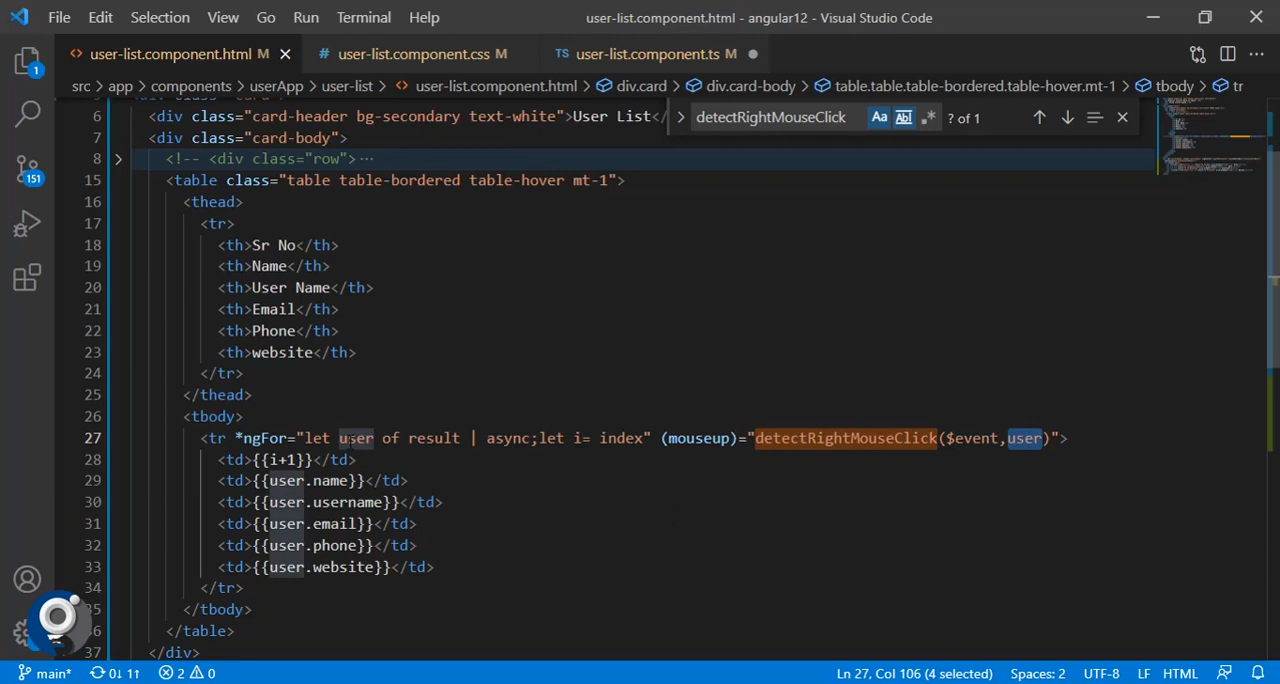 File Edit Selection View Go Run Terminal Help user-list.component.html - angular12 - Visual Studio Code
user-list.component.html M user-list.component.css M TS user-list.component.ts M
src > app > components > userApp > user-list > user-list.component.html > div.card > div.card-body > table.table.table-bordered.table-hover.mt-1 > tbody > tr
detectRightMouseClick Aa ab ? of 1
6 <div class="card-header bg-secondary text-white">User List</
7 <div class="card-body">
8 <!-- <div class="row"> ...
15 <table class="table table-bordered table-hover mt-1">
16 <thead>
17 <tr>
18 <th>Sr No</th>
19 <th>Name</th>
20 <th>User Name</th>
21 <th>Email</th>
22 <th>Phone</th>
23 <th>website</th>
24 </tr>
25 </thead>
26 <tbody>
27 <tr *ngFor="let user of result | async;let i= index" (mouseup)="detectRightMouseClick($event,user)">
28 <td>{{i+1}}</td>
29 <td>{{user.name}}</td>
30 <td>{{user.username}}</td>
31 <td>{{user.email}}</td>
32 <td>{{user.phone}}</td>
33 <td>{{user.website}}</td>
34 </tr>
35 </tbody>
36 </table>
37 </div>
1
151
main* 0↓ 1↑ 2 0 Ln 27, Col 106 (4 selected) Spaces: 2 UTF-8 LF HTML